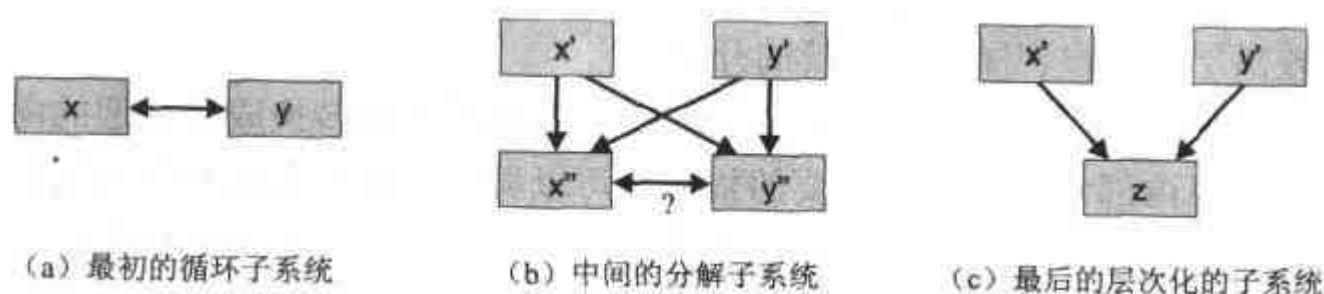 x
y
(a) 最初的循环子系统
x'
y'
x"
y"
?
(b) 中间的分解子系统
x'
y'
z
(c) 最后的层次化的子系统